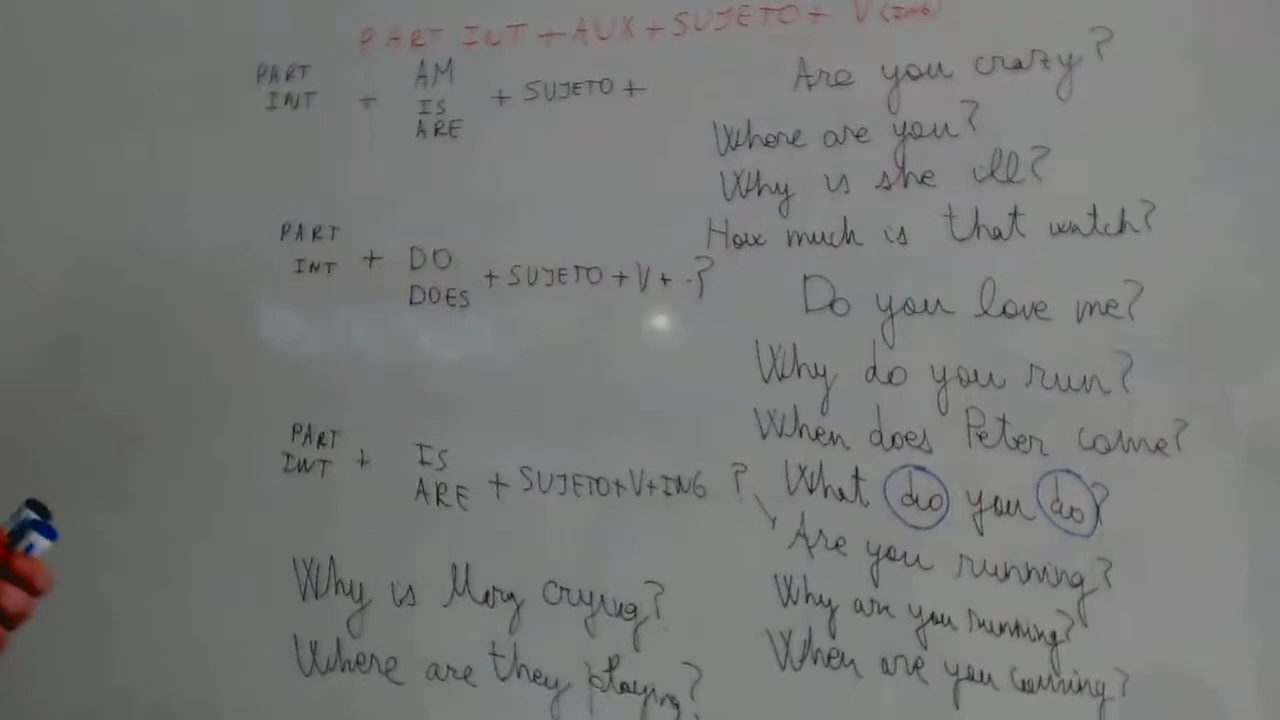 PART INT + AUX + SUJETO + V (ING)
PART INT + AM IS ARE + SUJETO +
Are you crazy?
Where are you?
Why is she ill?
How much is that watch?
PART INT + DO DOES + SUJETO + V + ?
Do you love me?
Why do you run?
When does Peter come?
What do you do?
PART INT + IS ARE + SUJETO+V+ING ?
Are you running?
Why are you running?
When are you coming?
Why is Mary crying?
Where are they playing?